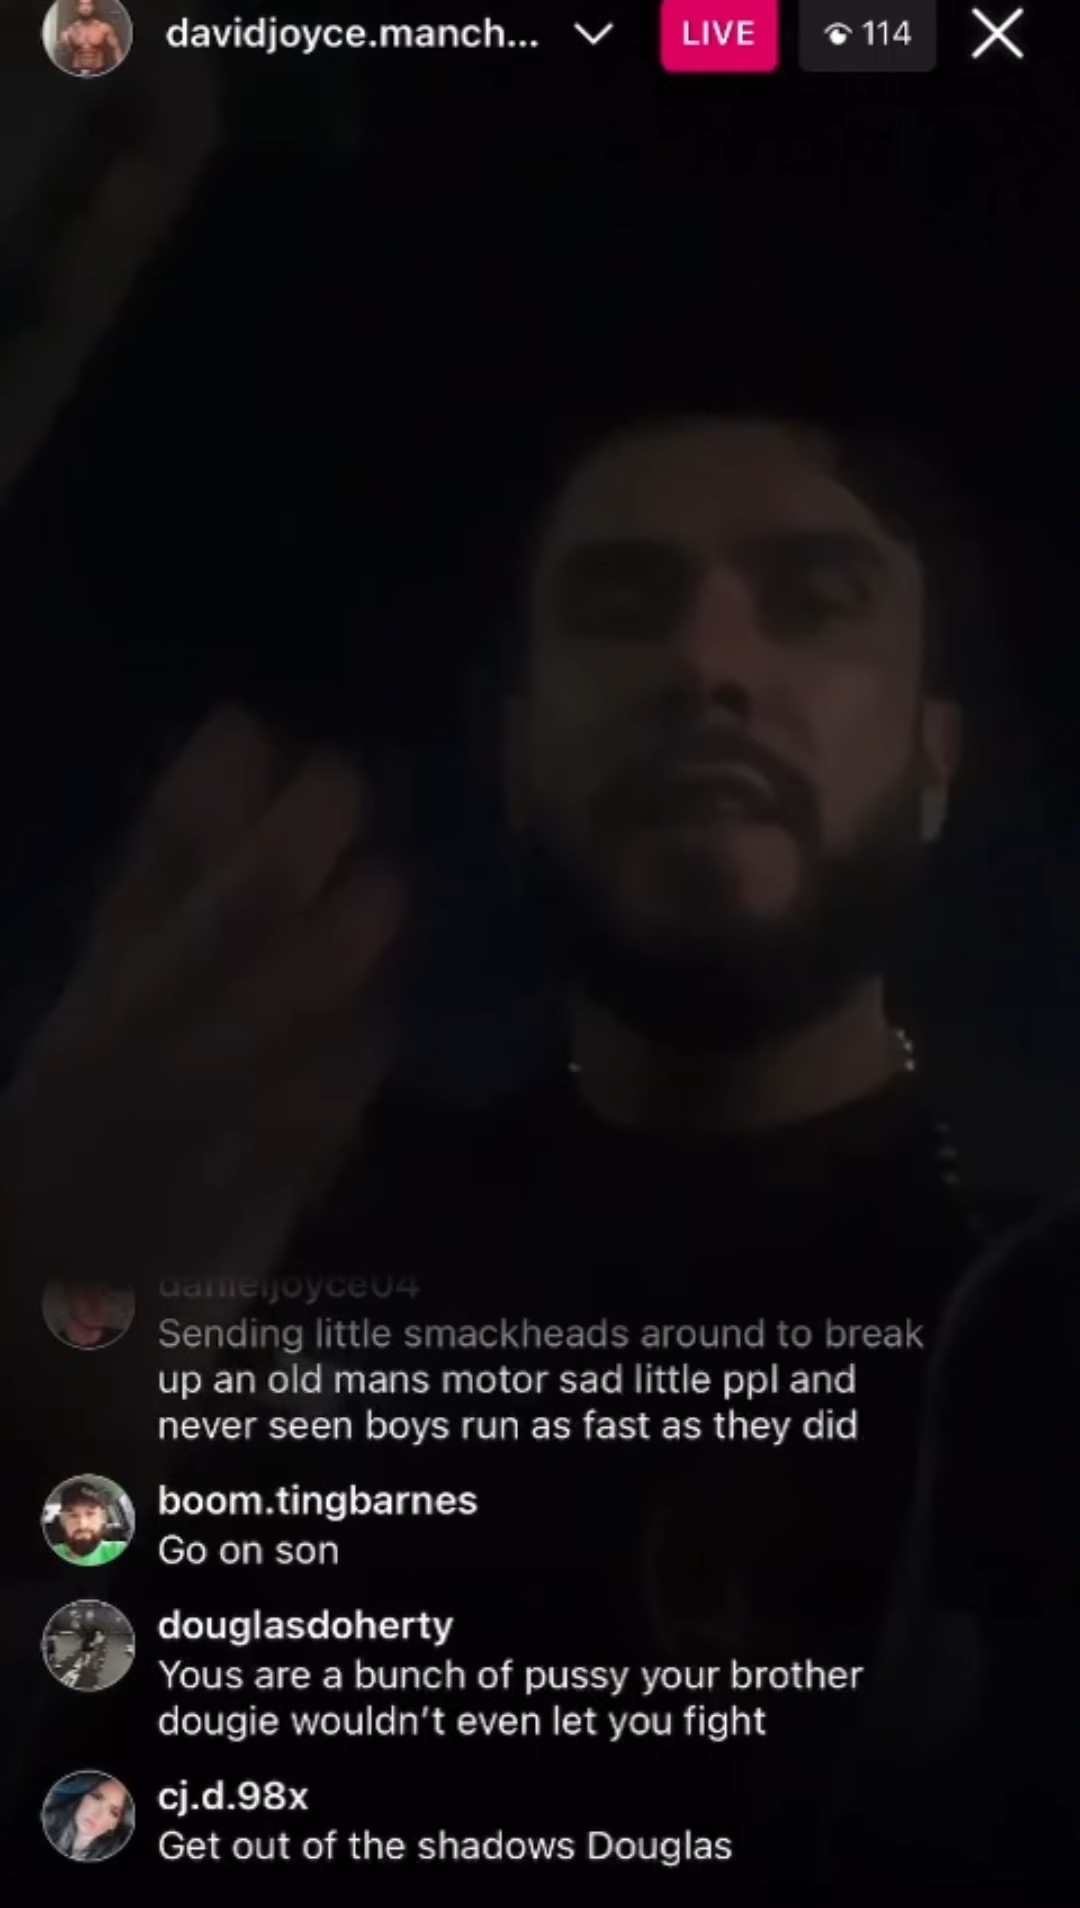 davidjoyce.manch...
LIVE
114
danieljoyce04
Sending little smackheads around to break
up an old mans motor sad little ppl and
never seen boys run as fast as they did
boom.tingbarnes
Go on son
douglasdoherty
Yous are a bunch of pussy your brother
dougie wouldn’t even let you fight
cj.d.98x
Get out of the shadows Douglas